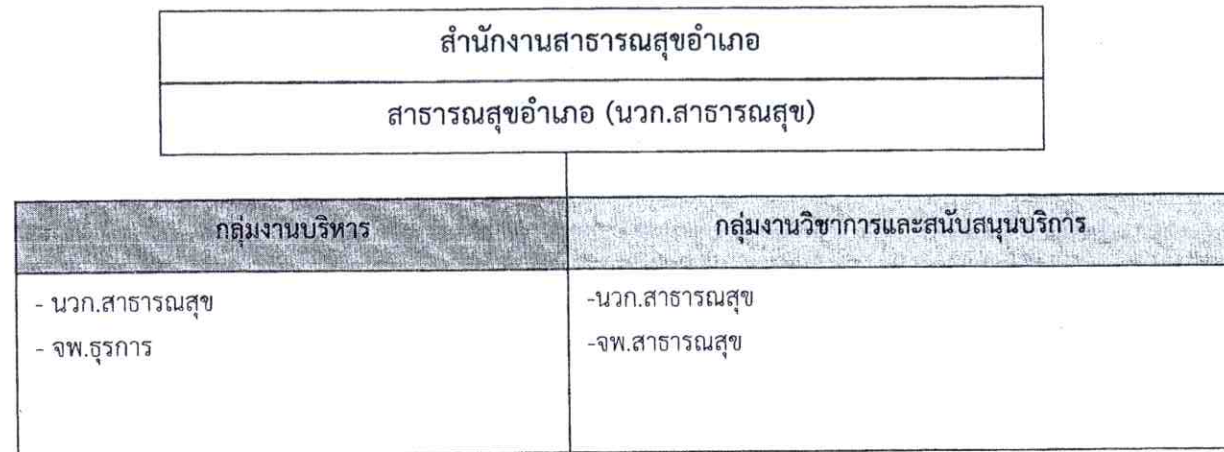 สำนักงานสาธารณสุขอำเภอ
สาธารณสุขอำเภอ (นวก.สาธารณสุข)
กลุ่มงานบริหาร
- นวก.สาธารณสุข
- จพ.ธุรการ
กลุ่มงานวิชาการและสนับสนุนบริการ
-นวก.สาธารณสุข
-จพ.สาธารณสุข